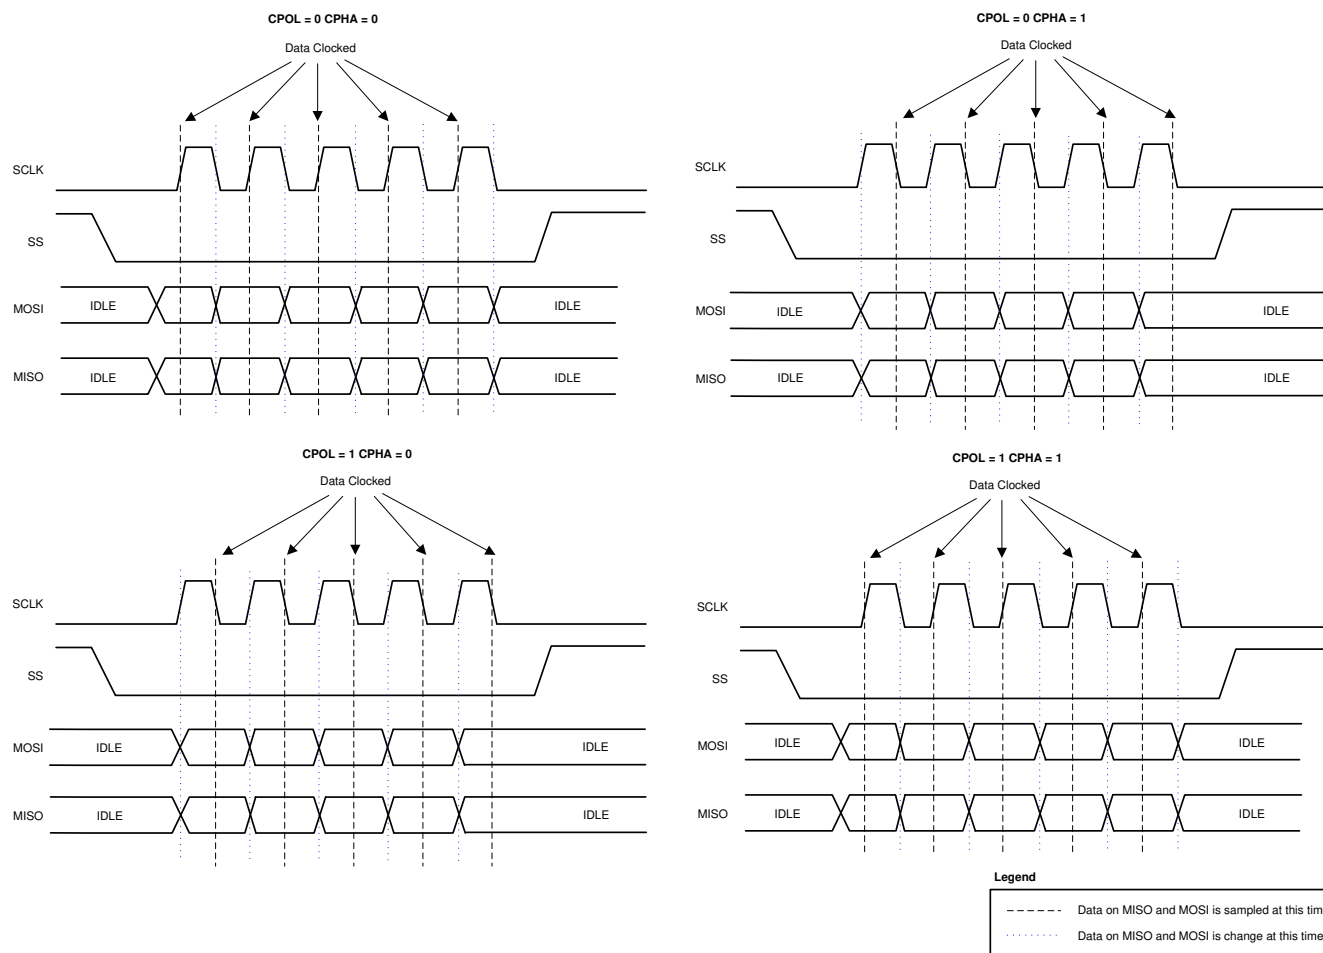 CPOL = 0 CPHA = 0
Data Clocked
SCLK
SS
MOSI IDLE IDLE
MISO IDLE IDLE
CPOL = 0 CPHA = 1
Data Clocked
SCLK
SS
MOSI IDLE IDLE
MISO IDLE IDLE
CPOL = 1 CPHA = 0
Data Clocked
SCLK
SS
MOSI IDLE IDLE
MISO IDLE IDLE
CPOL = 1 CPHA = 1
Data Clocked
SCLK
SS
MOSI IDLE IDLE
MISO IDLE IDLE
Legend
Data on MISO and MOSI is sampled at this tim
Data on MISO and MOSI is change at this time